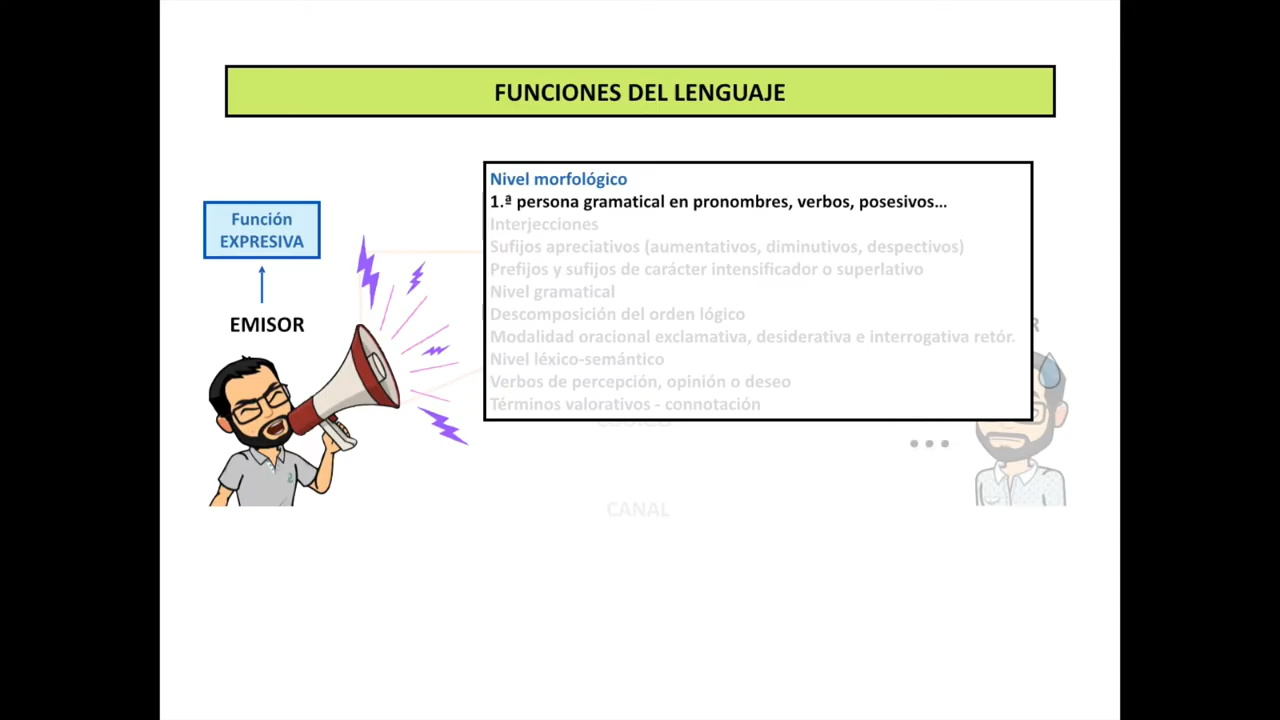 FUNCIONES DEL LENGUAJE
Función
EXPRESIVA
EMISOR
Nivel morfológico
1.ª persona gramatical en pronombres, verbos, posesivos...
Interjecciones
Sufijos apreciativos (aumentativos, diminutivos, despectivos)
Prefijos y sufijos de carácter intensificador o superlativo
Nivel gramatical
Descomposición del orden lógico
Modalidad oracional exclamativa, desiderativa e interrogativa retór.
Nivel léxico-semántico
Verbos de percepción, opinión o deseo
Términos valorativos - connotación
R
CANAL